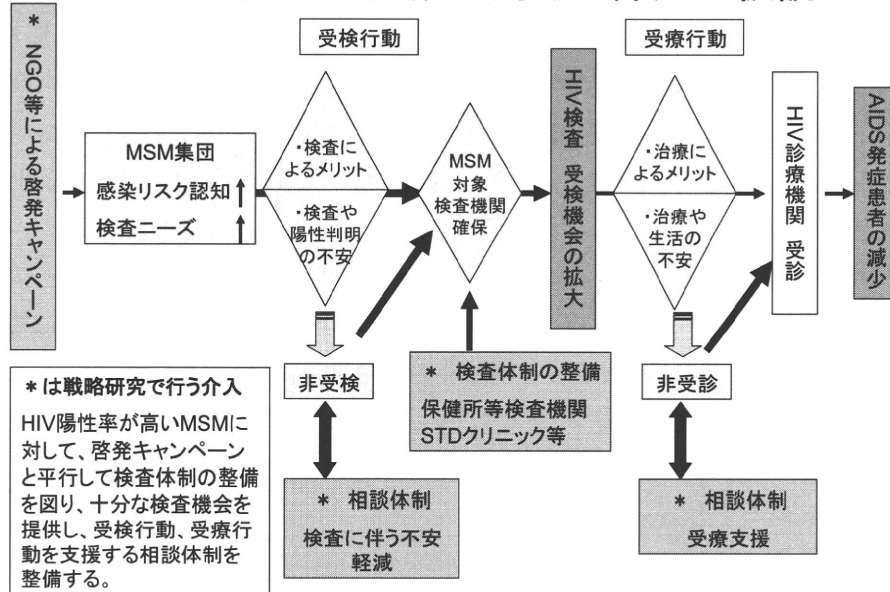 受検行動
受療行動
* NGO等による啓発キャンペーン
MSM集団
感染リスク認知
検査ニーズ
・検査に
よるメリット
・検査や
陽性判明
の不安
MSM
対象
検査機関
確保
HIV検査 受検機会の拡大
・治療に
よるメリット
・治療や
生活の
不安
HIV診療機関 受診
AIDS発症患者の減少
非受検
* 検査体制の整備
保健所等検査機関
STDクリニック等
非受診
*は戦略研究で行う介入
HIV陽性率が高いMSMに
対して、啓発キャンペーン
と平行して検査体制の整備
を図り、十分な検査機会を
提供し、受検行動、受療行
動を支援する相談体制を
整備する。
* 相談体制
検査に伴う不安
軽減
* 相談体制
受療支援